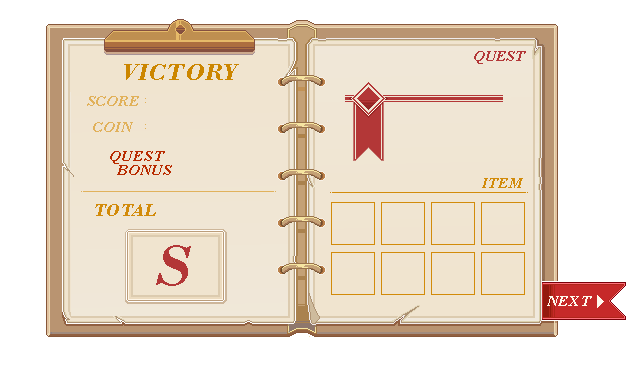 VICTORY
SCORE :
COIN :
QUEST
BONUS
TOTAL
S
QUEST
ITEM
NEXT